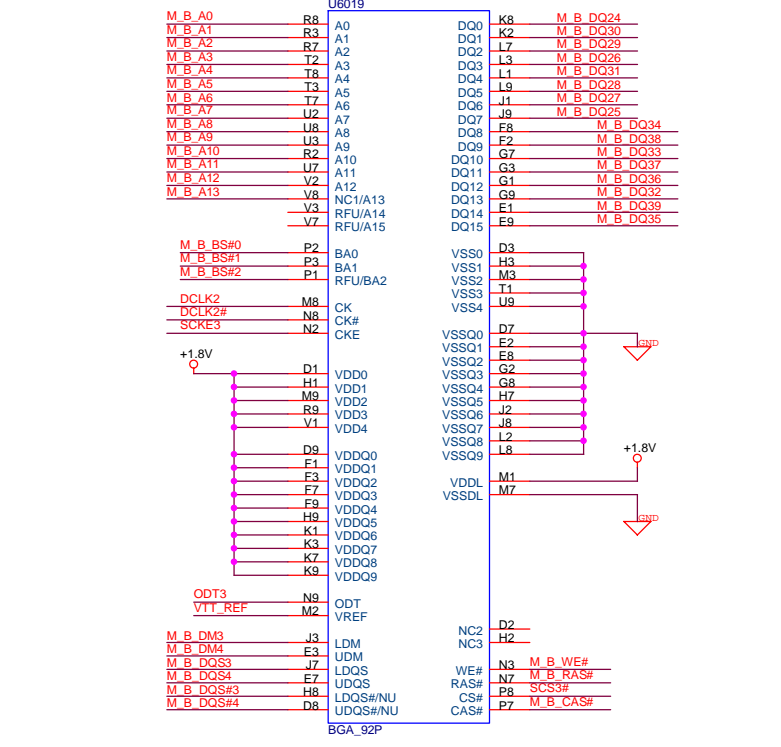 U6019
M_B_A0 R8 A0 DQ0 K8 M_B_DQ24
M_B_A1 R3 A1 DQ1 K2 M_B_DQ30
M_B_A2 R7 A2 DQ2 L7 M_B_DQ29
M_B_A3 T2 A3 DQ3 L3 M_B_DQ26
M_B_A4 T8 A4 DQ4 L1 M_B_DQ31
M_B_A5 T3 A5 DQ5 L9 M_B_DQ28
M_B_A6 T7 A6 DQ6 J1 M_B_DQ27
M_B_A7 U2 A7 DQ7 J9 M_B_DQ25
M_B_A8 U8 A8 DQ8 F8 M_B_DQ34
M_B_A9 U3 A9 DQ9 F2 M_B_DQ38
M_B_A10 R2 A10 DQ10 G7 M_B_DQ33
M_B_A11 U7 A11 DQ11 G3 M_B_DQ37
M_B_A12 V2 A12 DQ12 G1 M_B_DQ36
M_B_A13 V8 NC1/A13 DQ13 G9 M_B_DQ32
V3 RFU/A14 DQ14 E1 M_B_DQ39
V7 RFU/A15 DQ15 E9 M_B_DQ35
M_B_BS#0 P2 BA0 VSS0 D3
M_B_BS#1 P3 BA1 VSS1 H3
M_B_BS#2 P1 RFU/BA2 VSS2 M3
VSS3 T1
DCLK2 M8 CK VSS4 U9
DCLK2# N8 CK#
SCKE3 N2 CKE VSSQ0 D7
VSSQ1 E2 GND
+1.8V VSSQ2 E8
D1 VDD0 VSSQ3 G2
H1 VDD1 VSSQ4 G8
M9 VDD2 VSSQ5 H7
R9 VDD3 VSSQ6 J2
V1 VDD4 VSSQ7 J8
VSSQ8 L2
D9 VDDQ0 VSSQ9 L8 +1.8V
F1 VDDQ1
F3 VDDQ2 VDDL M1
F7 VDDQ3 VSSDL M7
F9 VDDQ4
H9 VDDQ5 GND
K1 VDDQ6
K3 VDDQ7
K7 VDDQ8
K9 VDDQ9
ODT3 N9 ODT
VTT_REF M2 VREF
NC2 D2
M_B_DM3 J3 LDM NC3 H2
M_B_DM4 E3 UDM
M_B_DQS3 J7 LDQS WE# N3 M_B_WE#
M_B_DQS4 E7 UDQS RAS# N7 M_B_RAS#
M_B_DQS#3 H8 LDQS#/NU CS# P8 SCS3#
M_B_DQS#4 D8 UDQS#/NU CAS# P7 M_B_CAS#
BGA_92P